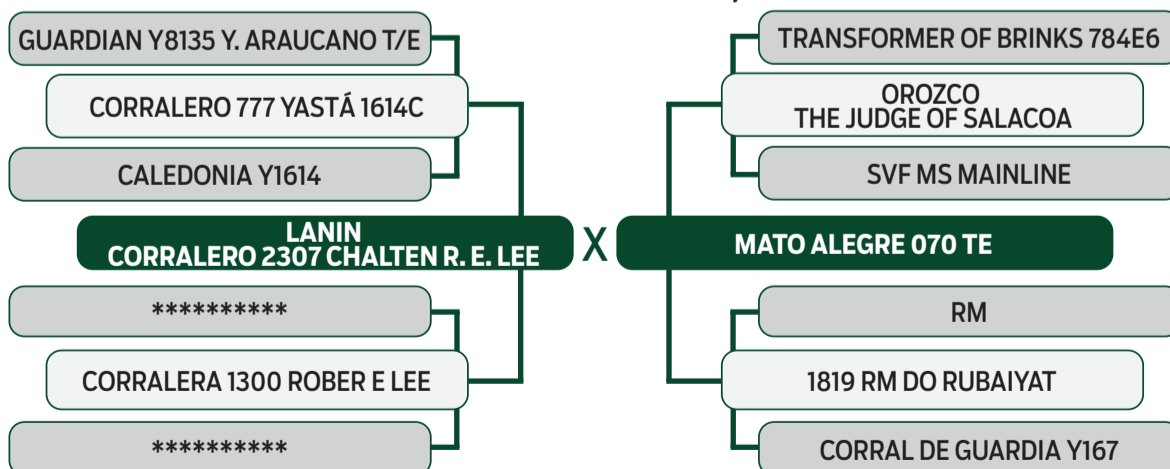 GUARDIAN Y8135 Y. ARAUCANO T/E
CORRALERO 777 YASTÁ 1614C
CALEDONIA Y1614
LANIN
CORRALERO 2307 CHALTEN R. E. LEE
**********
CORRALERA 1300 ROBER E LEE
**********
X
TRANSFORMER OF BRINKS 784E6
OROZCO
THE JUDGE OF SALACOA
SVF MS MAINLINE
MATO ALEGRE 070 TE
RM
1819 RM DO RUBAIYAT
CORRAL DE GUARDIA Y167